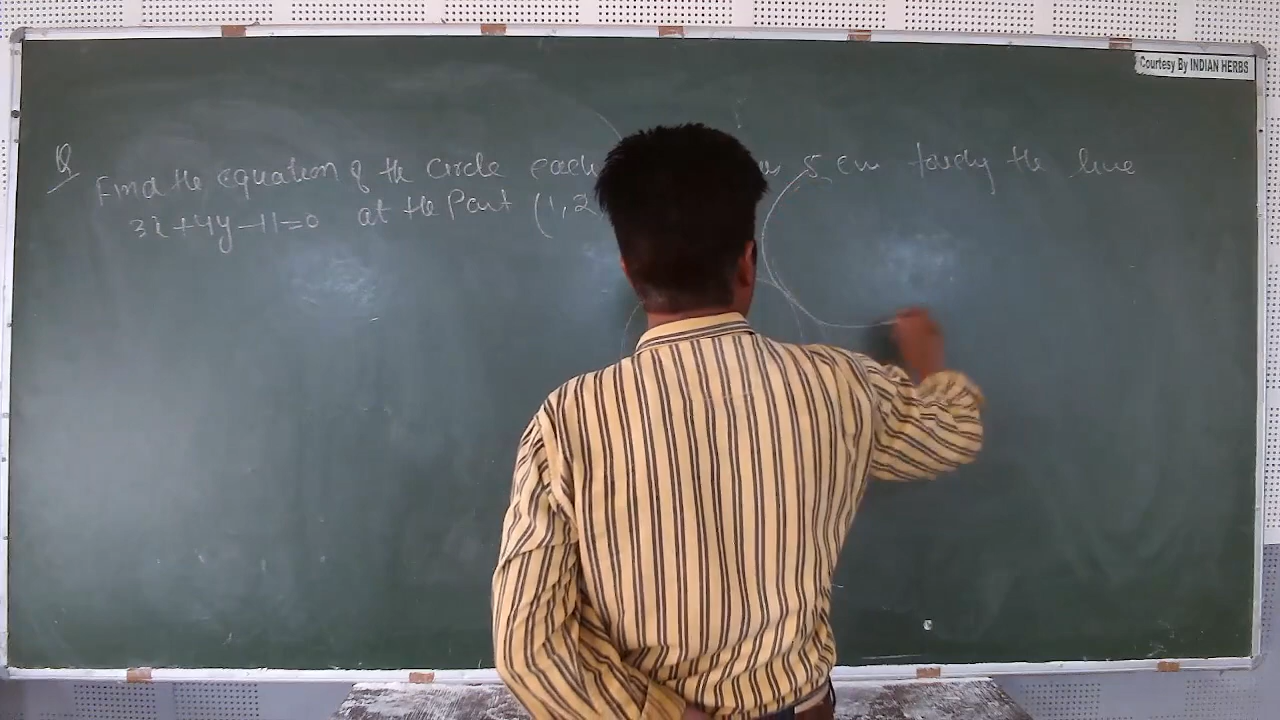 Courtesy By INDIAN HERBS
Q Find the equation of the circle each 5 cm the line
3x+4y-11=0 at the Point (1,2